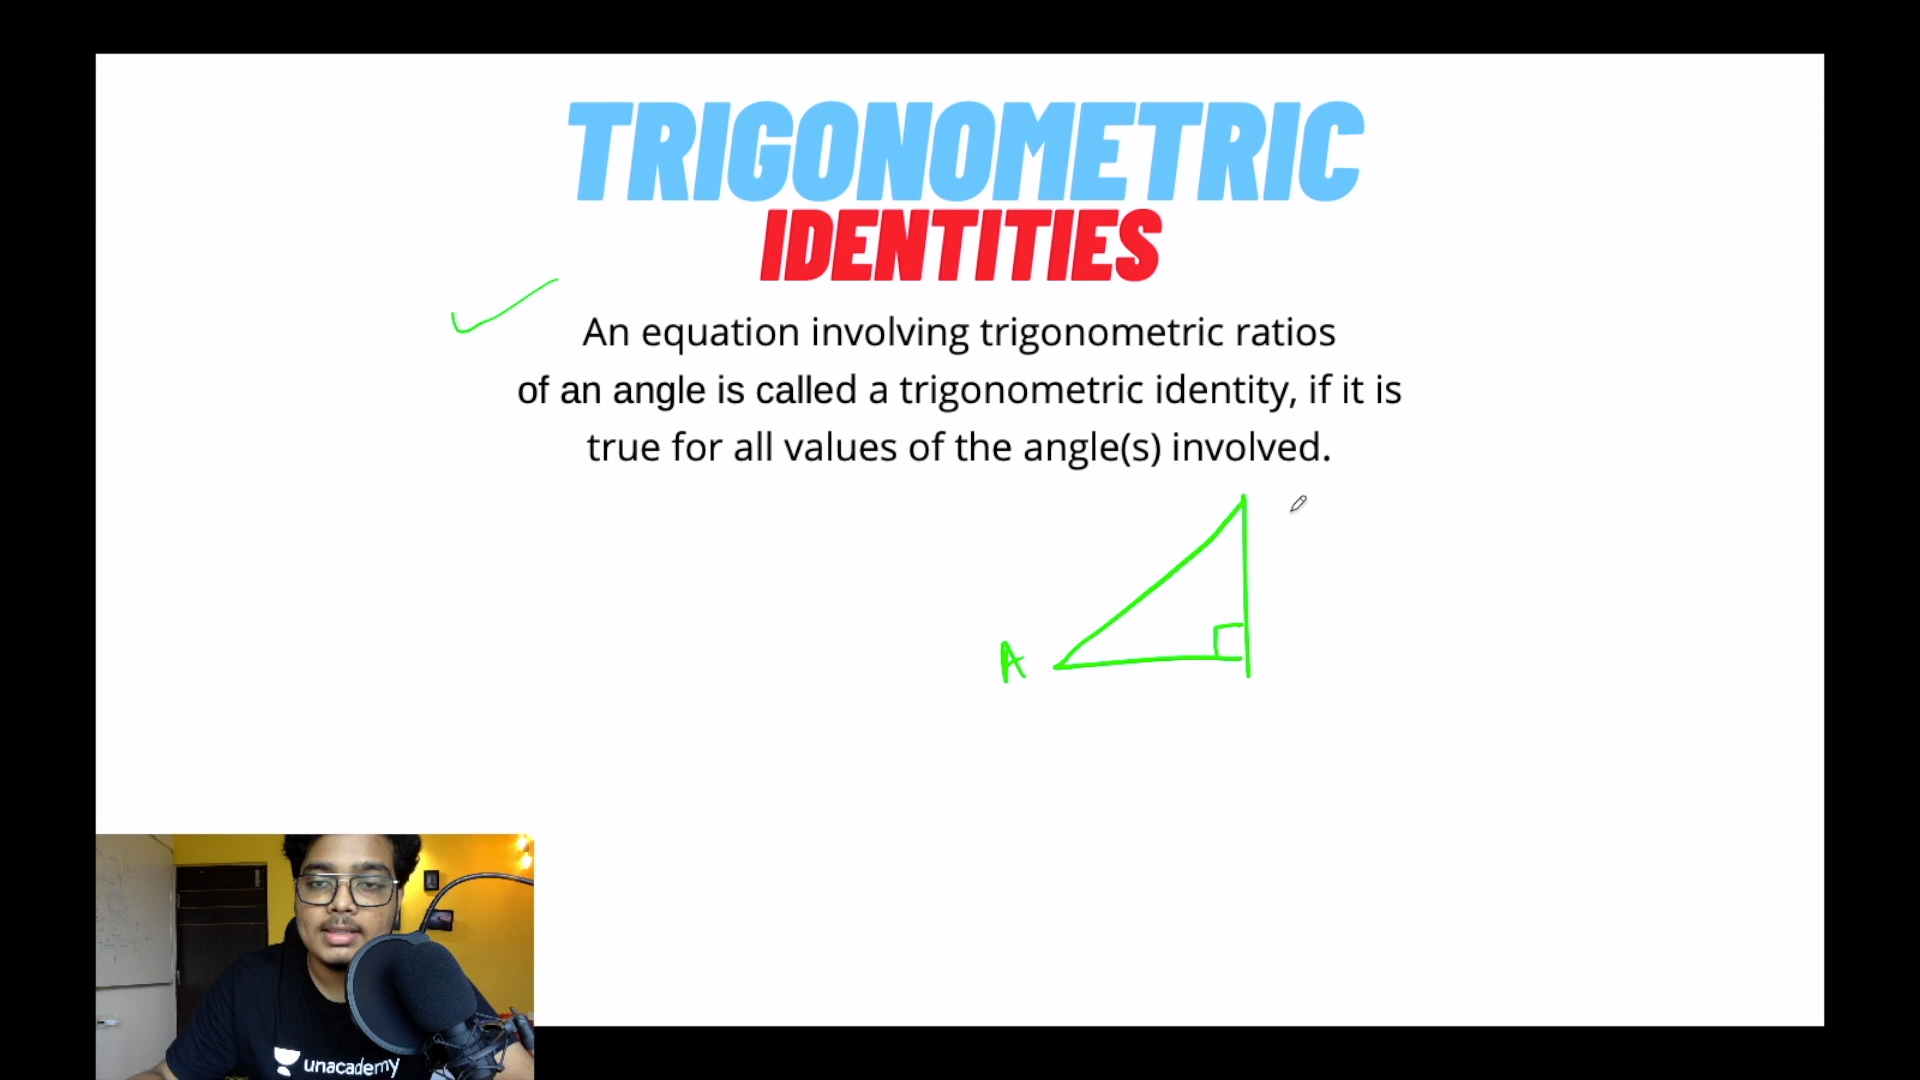 TRIGONOMETRIC
IDENTITIES
An equation involving trigonometric ratios
of an angle is called a trigonometric identity, if it is
true for all values of the angle(s) involved.
A
unacademy